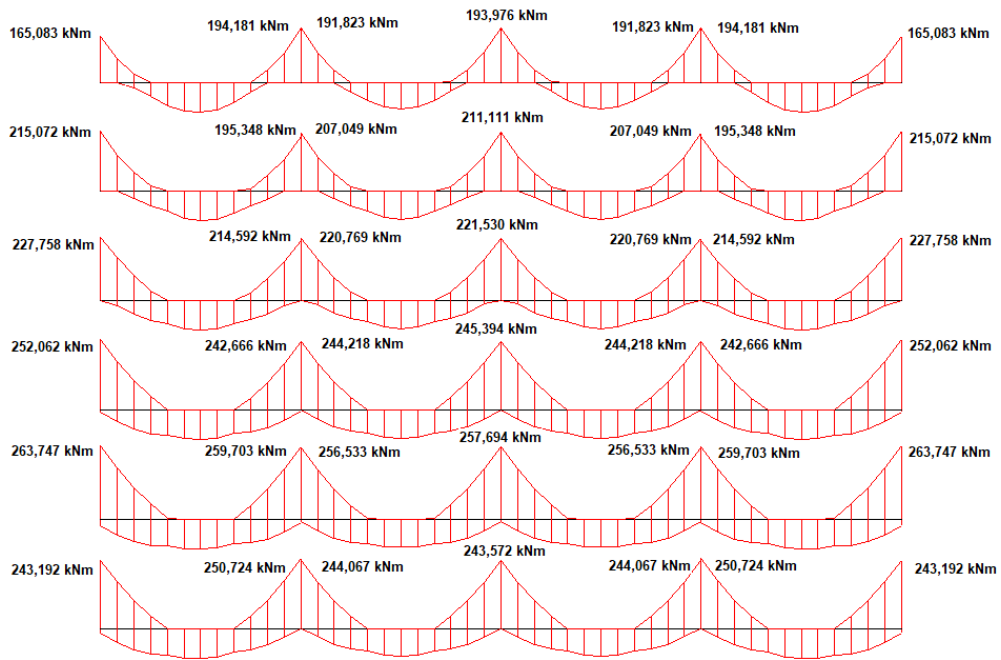 165,083 kNm 194,181 kNm 191,823 kNm 193,976 kNm 191,823 kNm 194,181 kNm 165,083 kNm
215,072 kNm 195,348 kNm 207,049 kNm 211,111 kNm 207,049 kNm 195,348 kNm 215,072 kNm
227,758 kNm 214,592 kNm 220,769 kNm 221,530 kNm 220,769 kNm 214,592 kNm 227,758 kNm
252,062 kNm 242,666 kNm 244,218 kNm 245,394 kNm 244,218 kNm 242,666 kNm 252,062 kNm
263,747 kNm 259,703 kNm 256,533 kNm 257,694 kNm 256,533 kNm 259,703 kNm 263,747 kNm
243,192 kNm 250,724 kNm 244,067 kNm 243,572 kNm 244,067 kNm 250,724 kNm 243,192 kNm